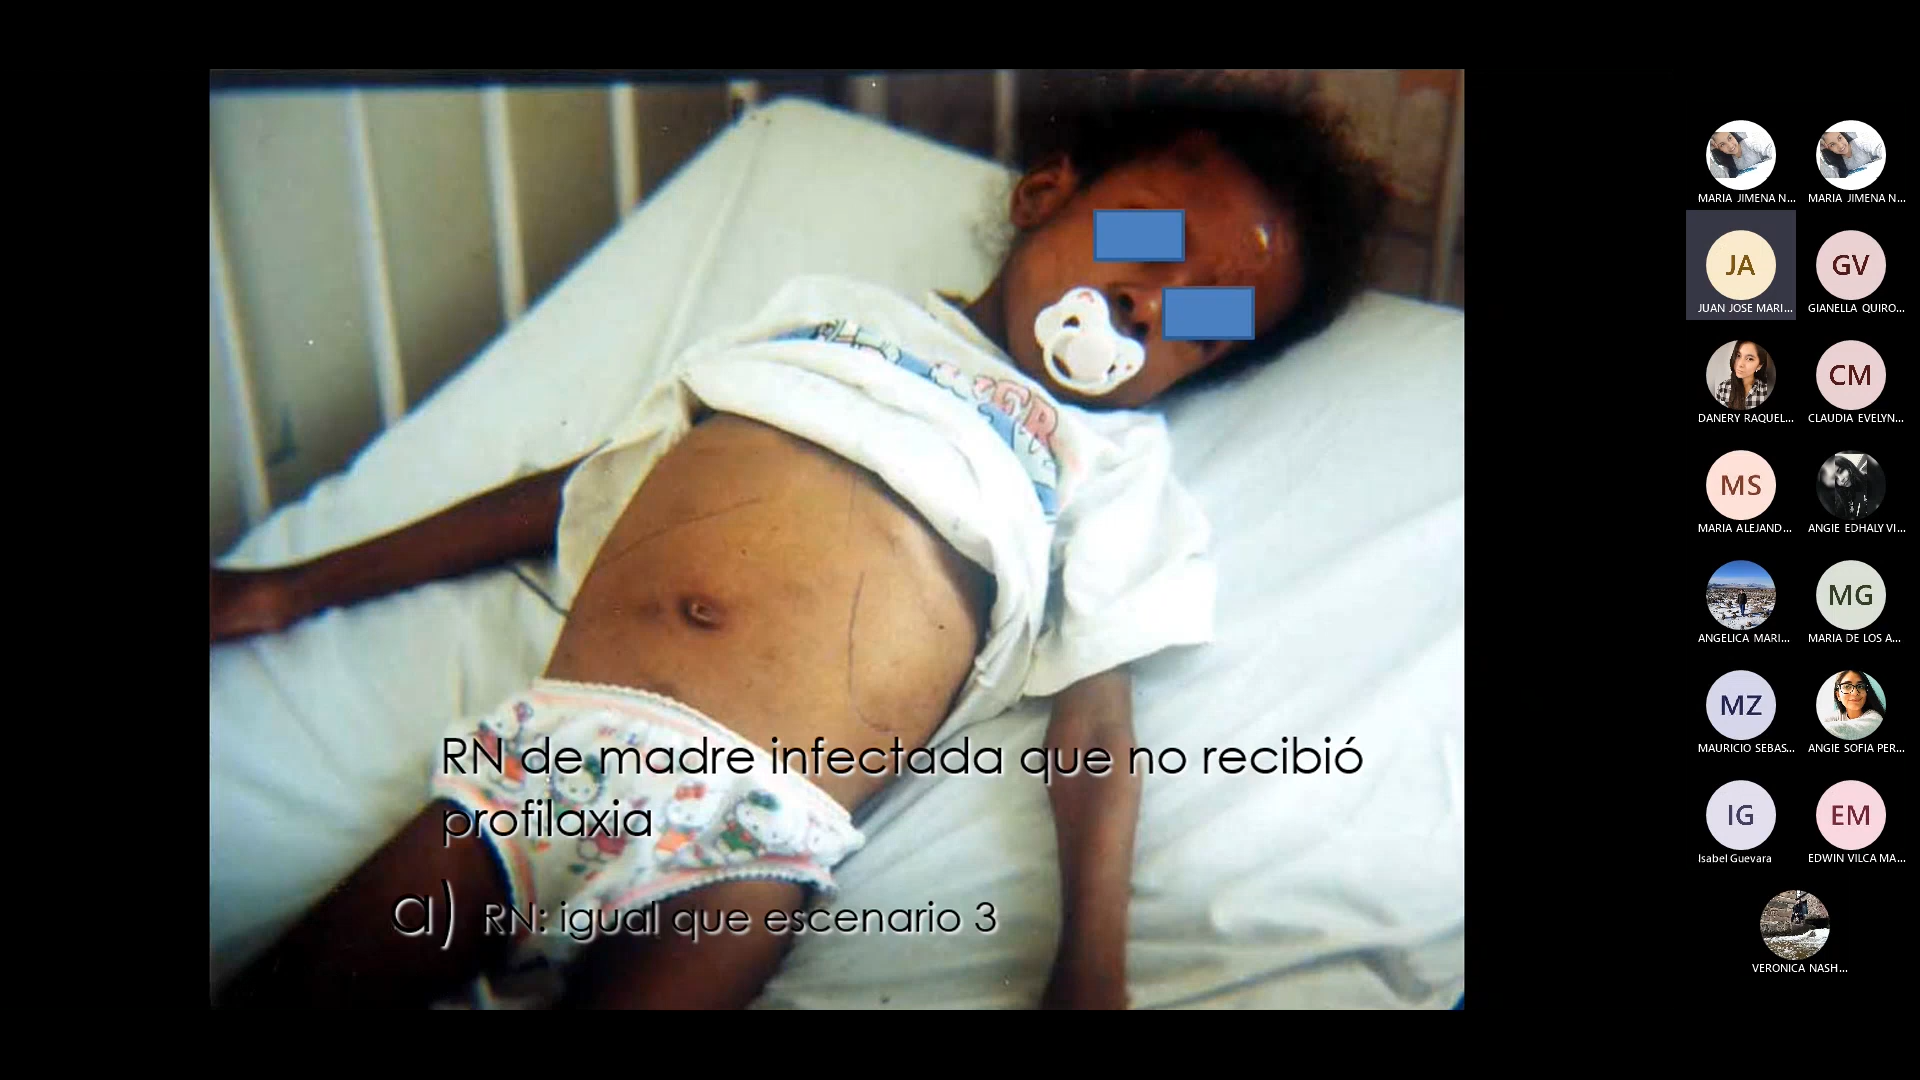 RN de madre infectada que no recibió
profilaxia
a) RN: igual que escenario 3
MARIA JIMENA N...
MARIA JIMENA N...
JA
JUAN JOSE MARI...
GV
GIANELLA QUIRO...
DANERY RAQUEL...
CM
CLAUDIA EVELYN...
MS
MARIA ALEJAND...
ANGIE EDHALY VI...
ANGELICA MARI...
MG
MARIA DE LOS A...
MZ
MAURICIO SEBAS...
ANGIE SOFIA PER...
IG
Isabel Guevara
EM
EDWIN VILCA MA...
VERONICA NASH...